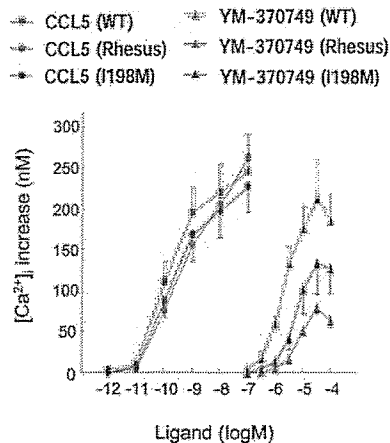 CCL5 (WT)
CCL5 (Rhesus)
CCL5 (I198M)
YM-370749 (WT)
YM-370749 (Rhesus)
YM-370749 (I198M)
[Ca2+]i increase (nM)
300
250
200
150
100
50
0
-12 -11 -10 -9 -8 -7 -6 -5 -4
Ligand (logM)